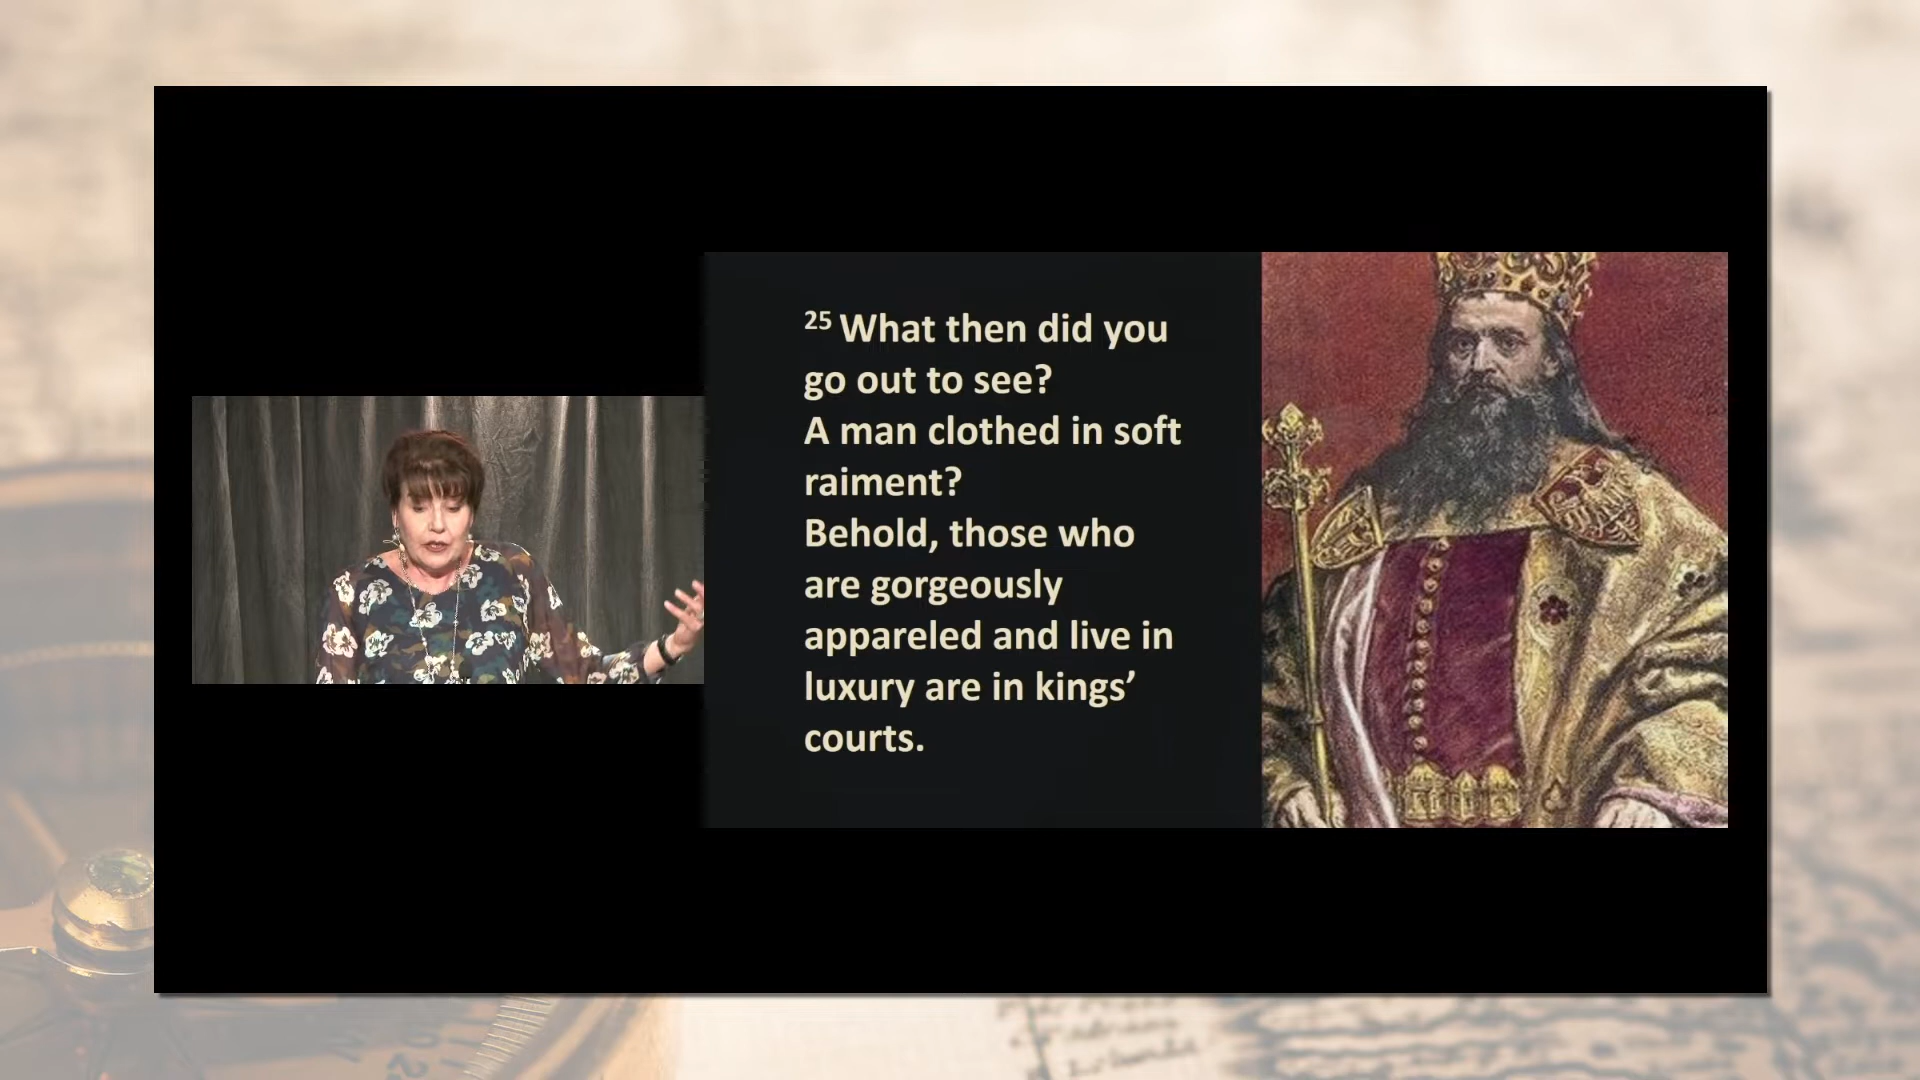 25 What then did you
go out to see?
A man clothed in soft
raiment?
Behold, those who
are gorgeously
appareled and live in
luxury are in kings’
courts.